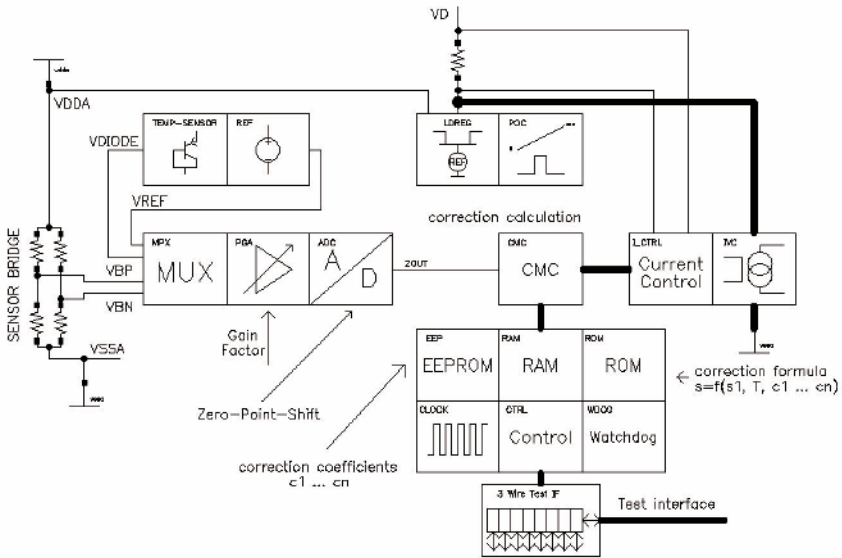 VD
vdda
VDDA
TEMP-SENSOR
REF
LDREG
POC
VDIODE
REF
VREF
correction calculation
SENSOR BRIDGE
MPX
PGA
ADC
CMC
I_CTRL
IVC
MUX
A
D
ZOUT
CMC
Current
Control
VBP
VBN
VSSA
Gain
Factor
EEP
RAM
ROM
EEPROM
RAM
ROM
correction formula
s=f(s1, T, c1 ... cn)
Zero-Point-Shift
CLOCK
CTRL
WDOG
Control
Watchdog
correction coefficients
c1 ... cn
3 Wire Test IF
Test interface